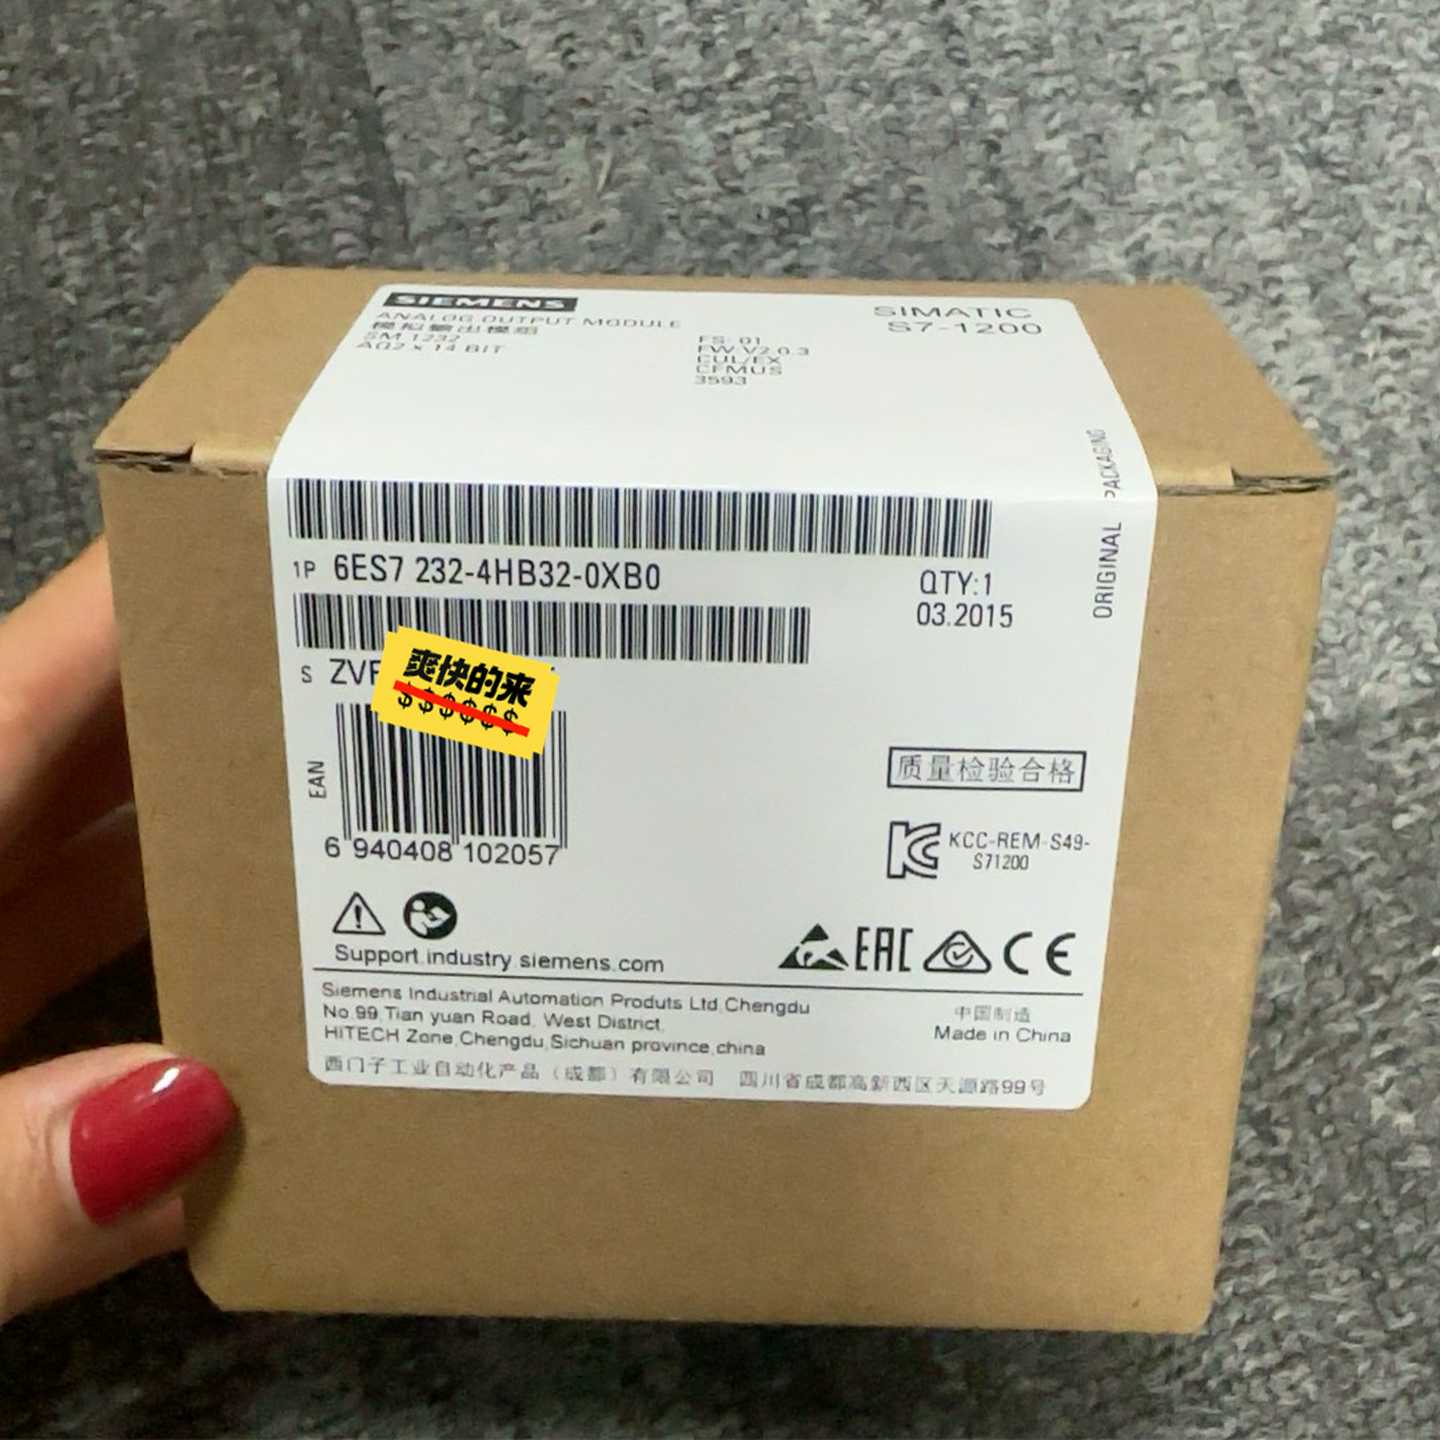 SIEMENS
ANALOG OUTPUT MODULE
模拟输出模块
SM 1232
AQ2 x 14 BIT
FS: 01
FW.V2.0.3
CUL/EX
CFMUS
3593
SIMATIC
S7-1200
ORIGINAL PACKAGING
1P 6ES7 232-4HB32-0XB0
QTY:1
03.2015
S ZVF
爽快的来
$$$$$$
EAN
6 940408 102057
质量检验合格
KCC-REM-S49-
S71200
Support.industry.siemens.com
EAC
CE
Siemens Industrial Automation Produts Ltd,Chengdu
No.99,Tian yuan Road, West District,
HITECH Zone,Chengdu,Sichuan province,china
中国制造
Made in China
西门子工业自动化产品（成都）有限公司 四川省成都高新西区天源路99号